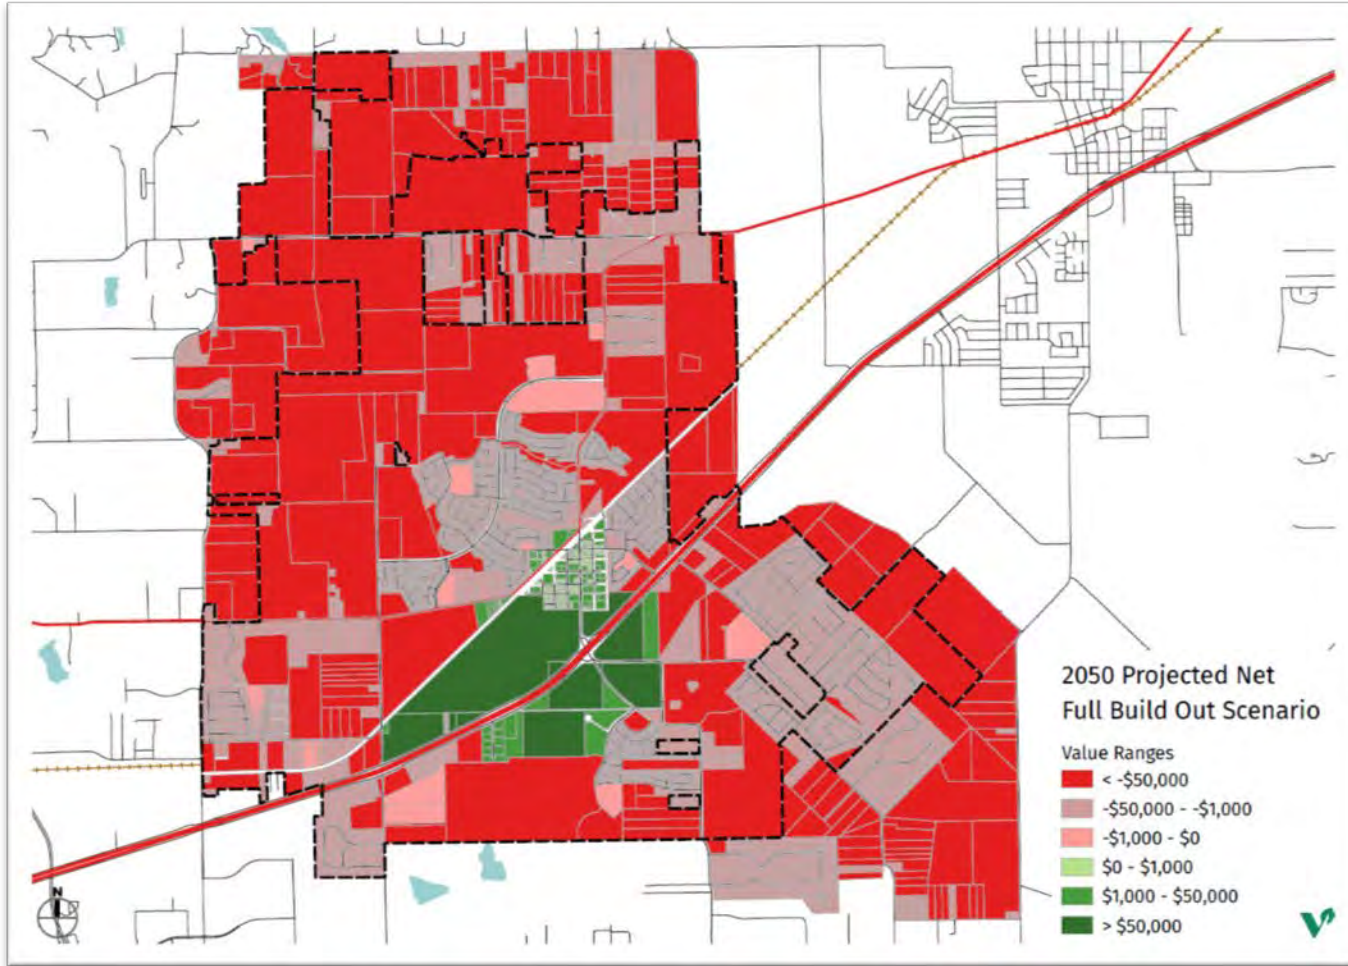 2050 Projected Net
Full Build Out Scenario
Value Ranges
< -$50,000
-$50,000 - -$1,000
-$1,000 - $0
$0 - $1,000
$1,000 - $50,000
> $50,000
N